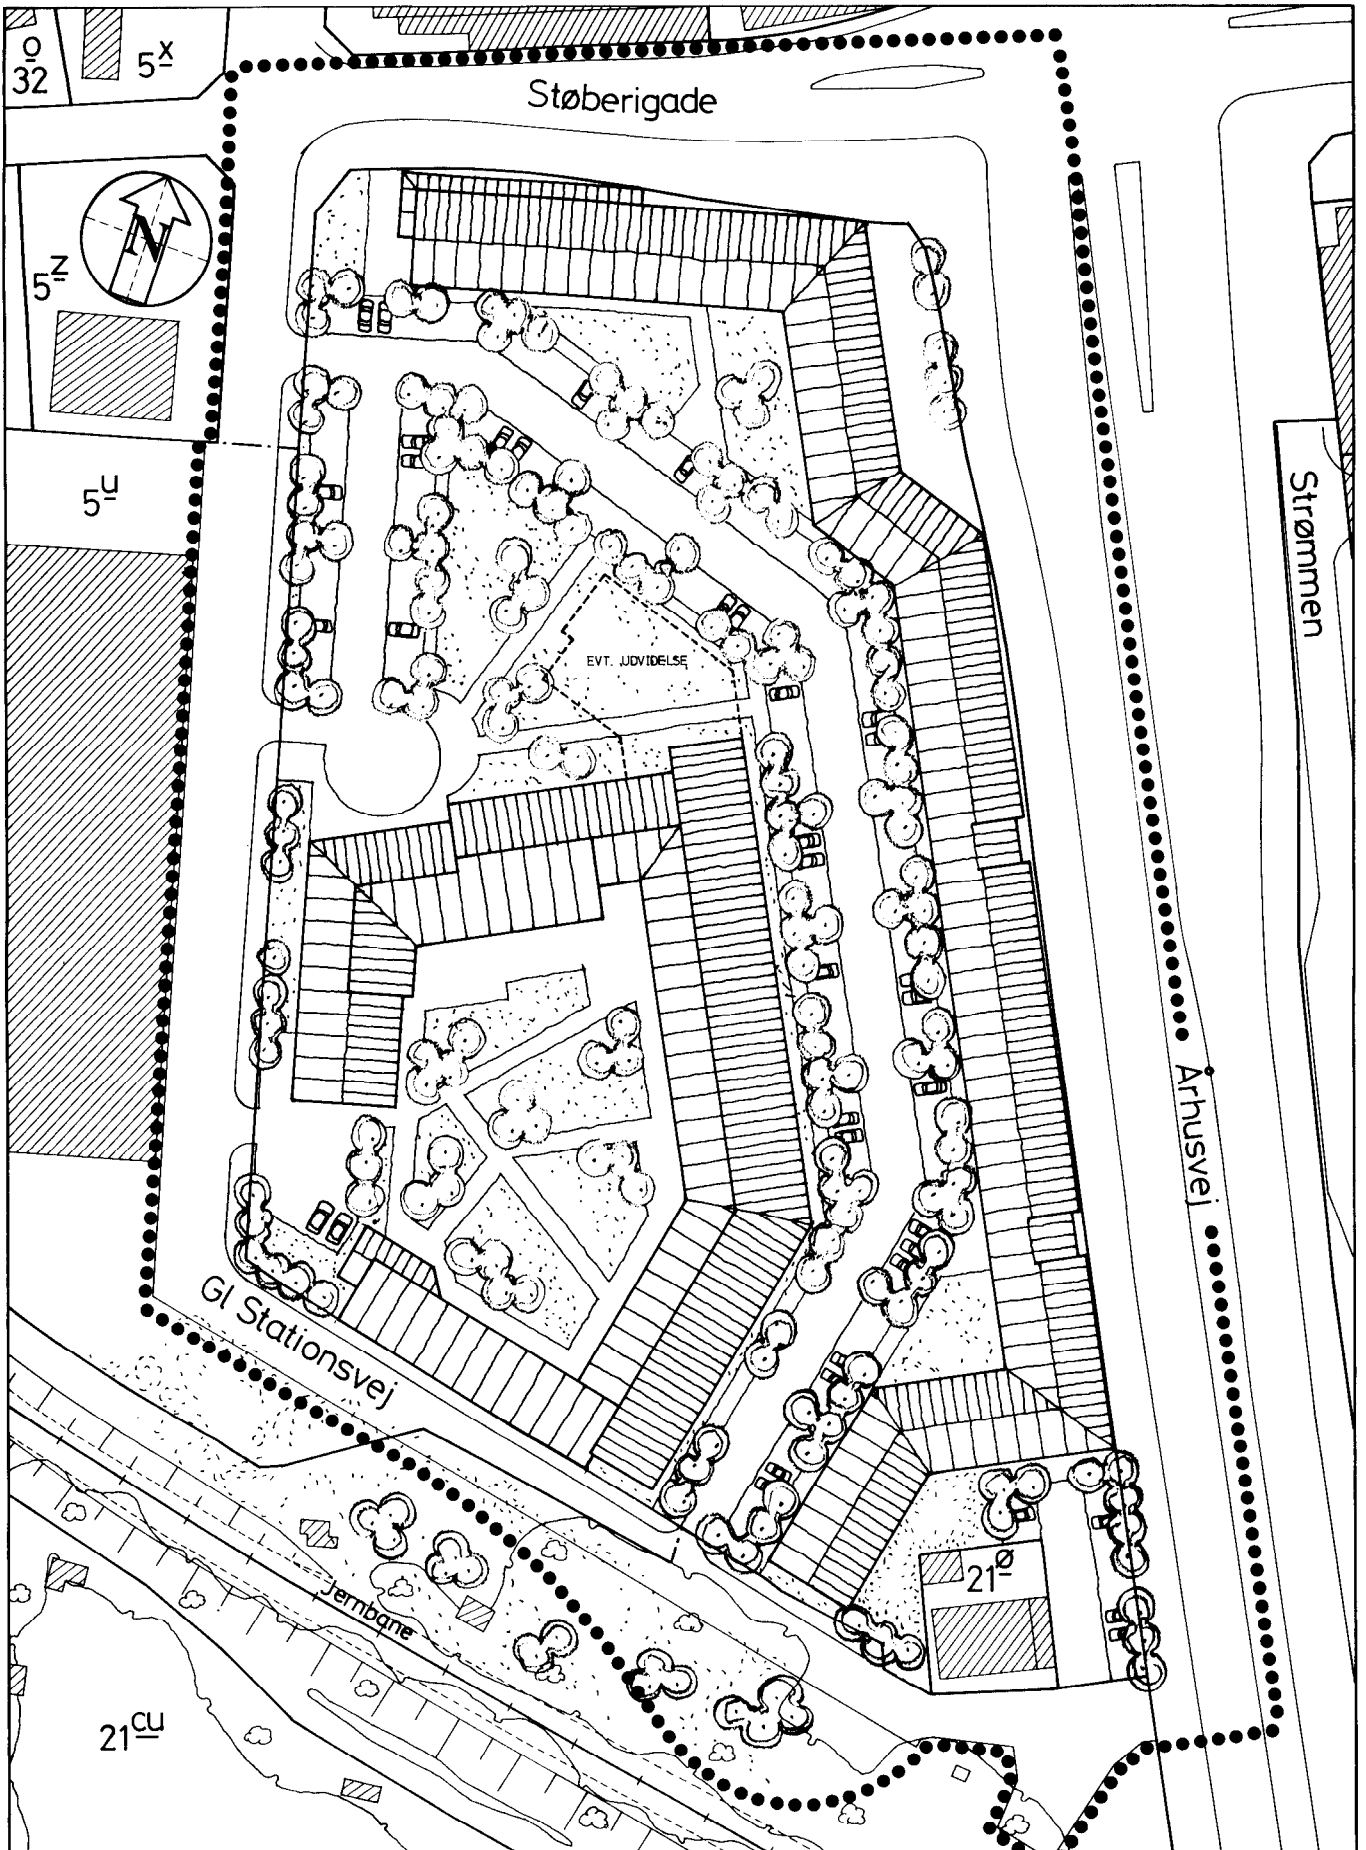 o
32
5x
Støberigade
N
5z
5u
Strømmen
EVT. UDVIDELSE
Århusvej
Gl Stationsvej
Jernbane
21ø
21cu